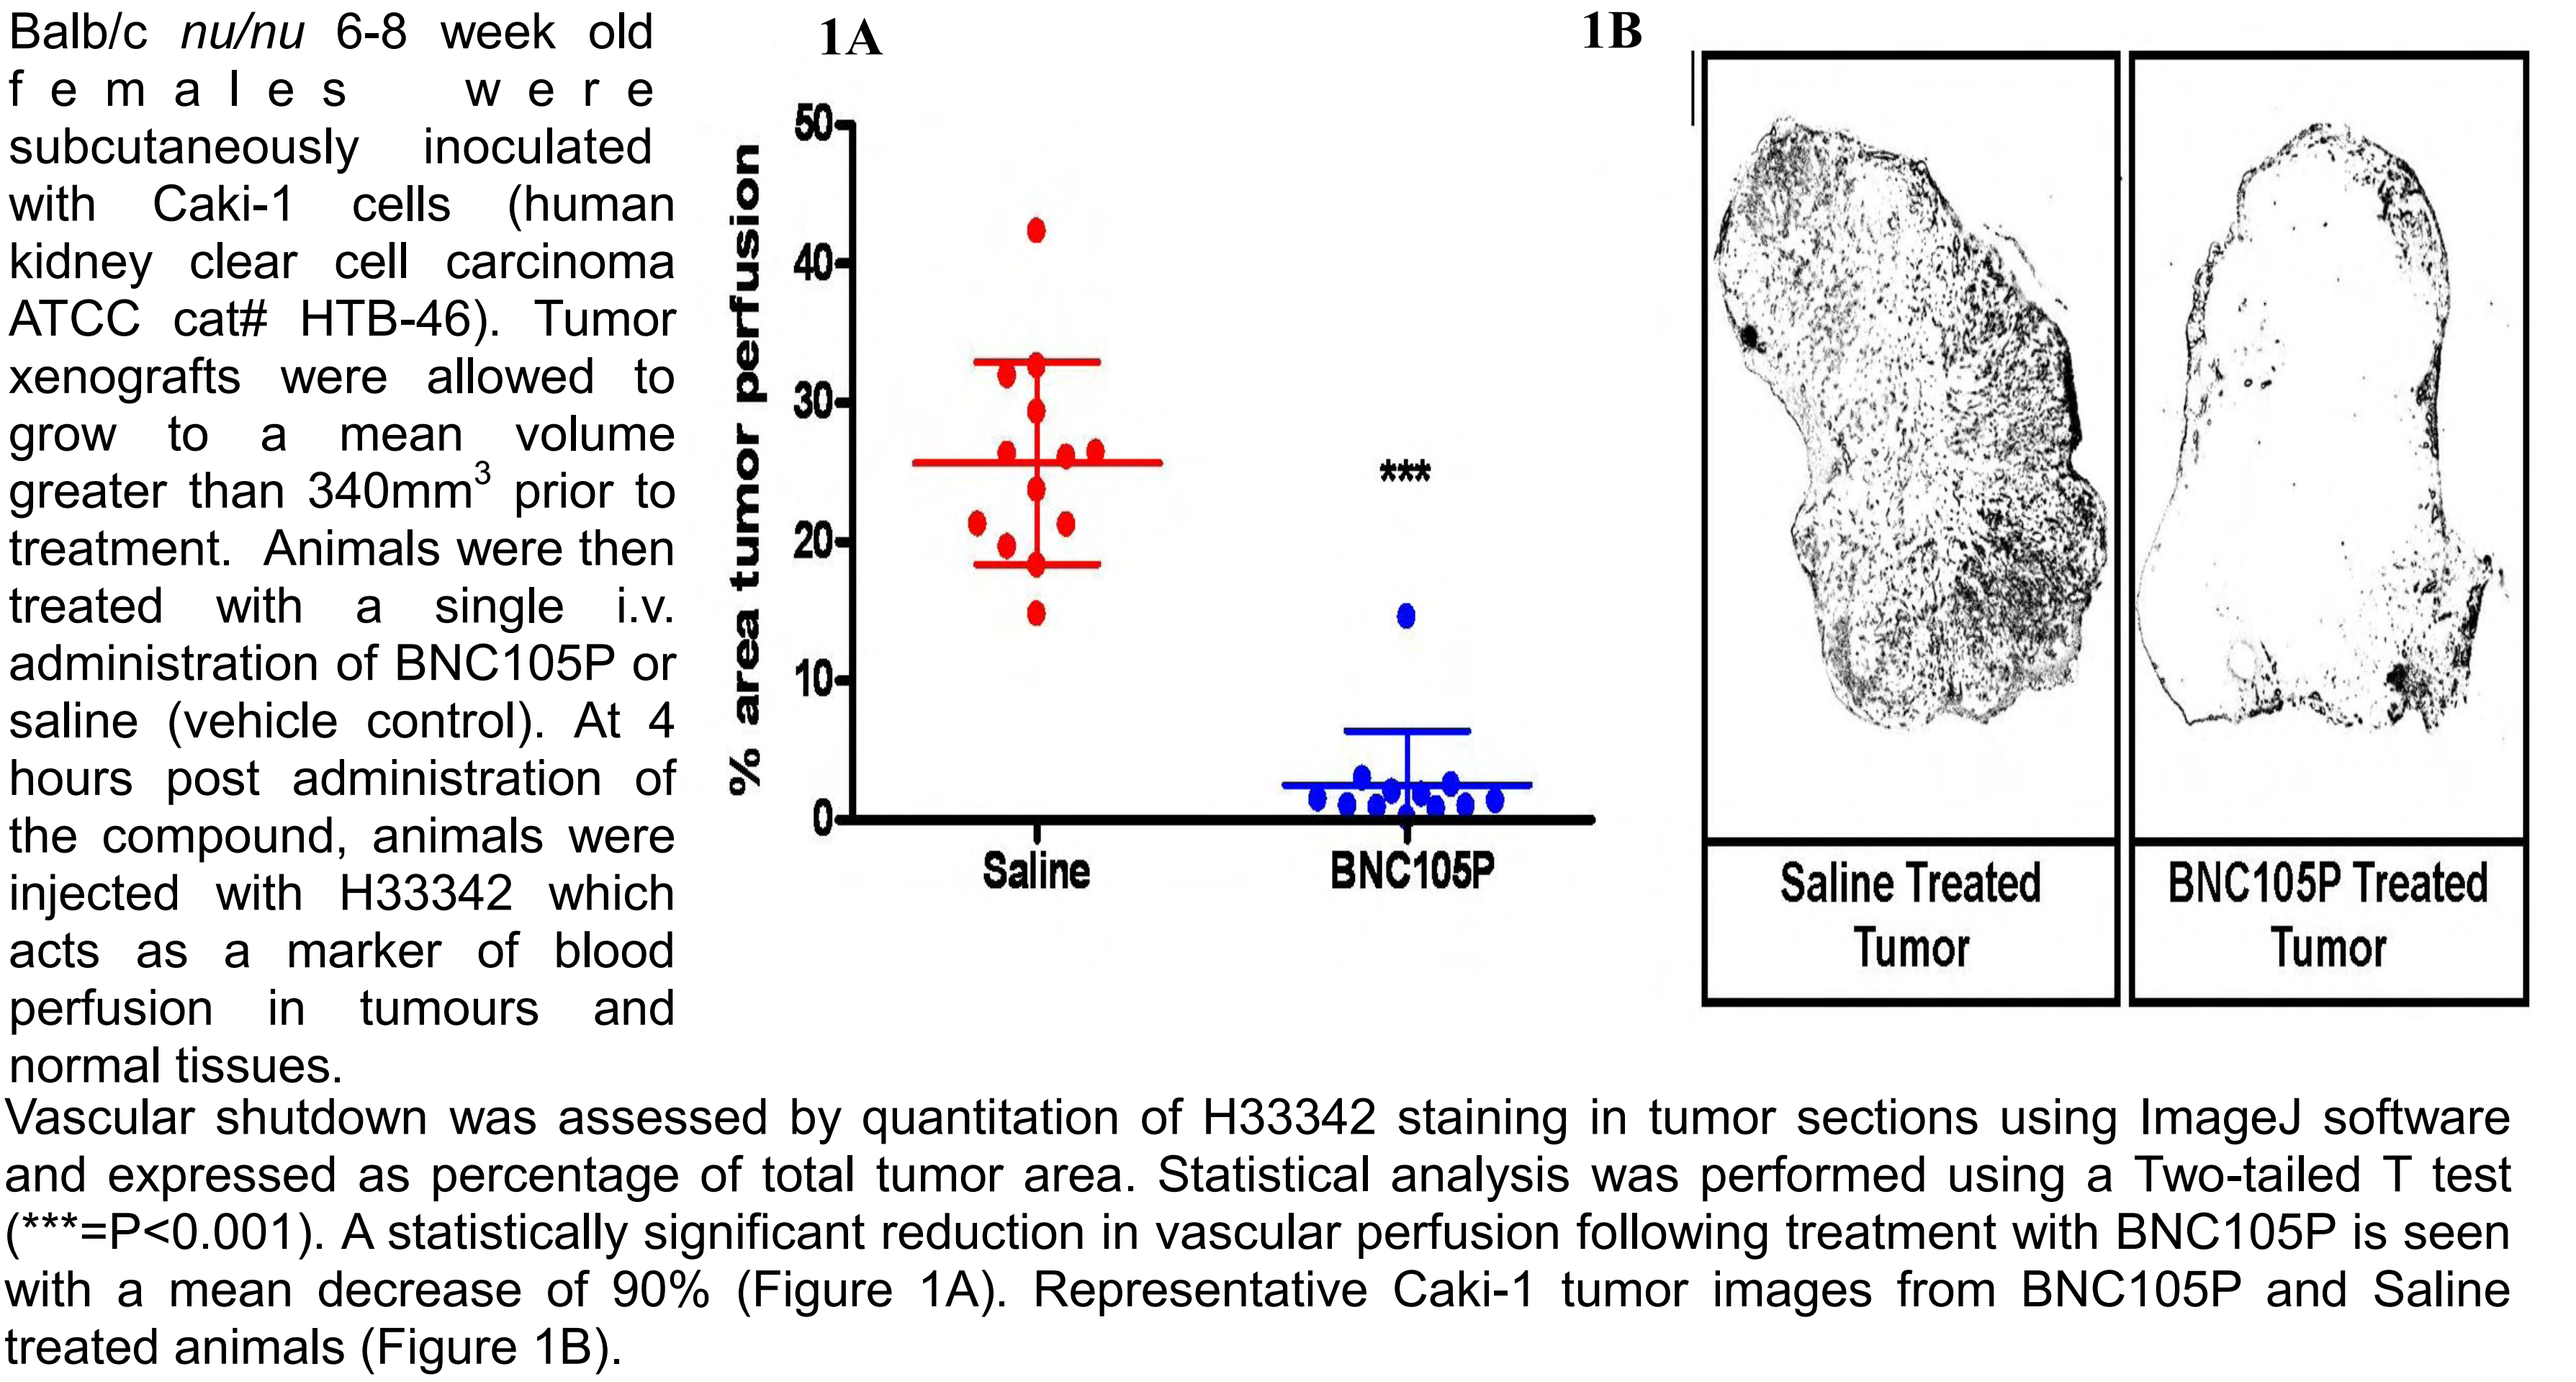 Balb/c nu/nu 6-8 week old
females were
subcutaneously inoculated
with Caki-1 cells (human
kidney clear cell carcinoma
ATCC cat# HTB-46). Tumor
xenografts were allowed to
grow to a mean volume
greater than 340mm³ prior to
treatment. Animals were then
treated with a single i.v.
administration of BNC105P or
saline (vehicle control). At 4
hours post administration of
the compound, animals were
injected with H33342 which
acts as a marker of blood
perfusion in tumours and
normal tissues.
1A
% area tumor perfusion
50
40
30
20
10
0
***
Saline
BNC105P
1B
Saline Treated
Tumor
BNC105P Treated
Tumor
Vascular shutdown was assessed by quantitation of H33342 staining in tumor sections using ImageJ software
and expressed as percentage of total tumor area. Statistical analysis was performed using a Two-tailed T test
(***=P<0.001). A statistically significant reduction in vascular perfusion following treatment with BNC105P is seen
with a mean decrease of 90% (Figure 1A). Representative Caki-1 tumor images from BNC105P and Saline
treated animals (Figure 1B).